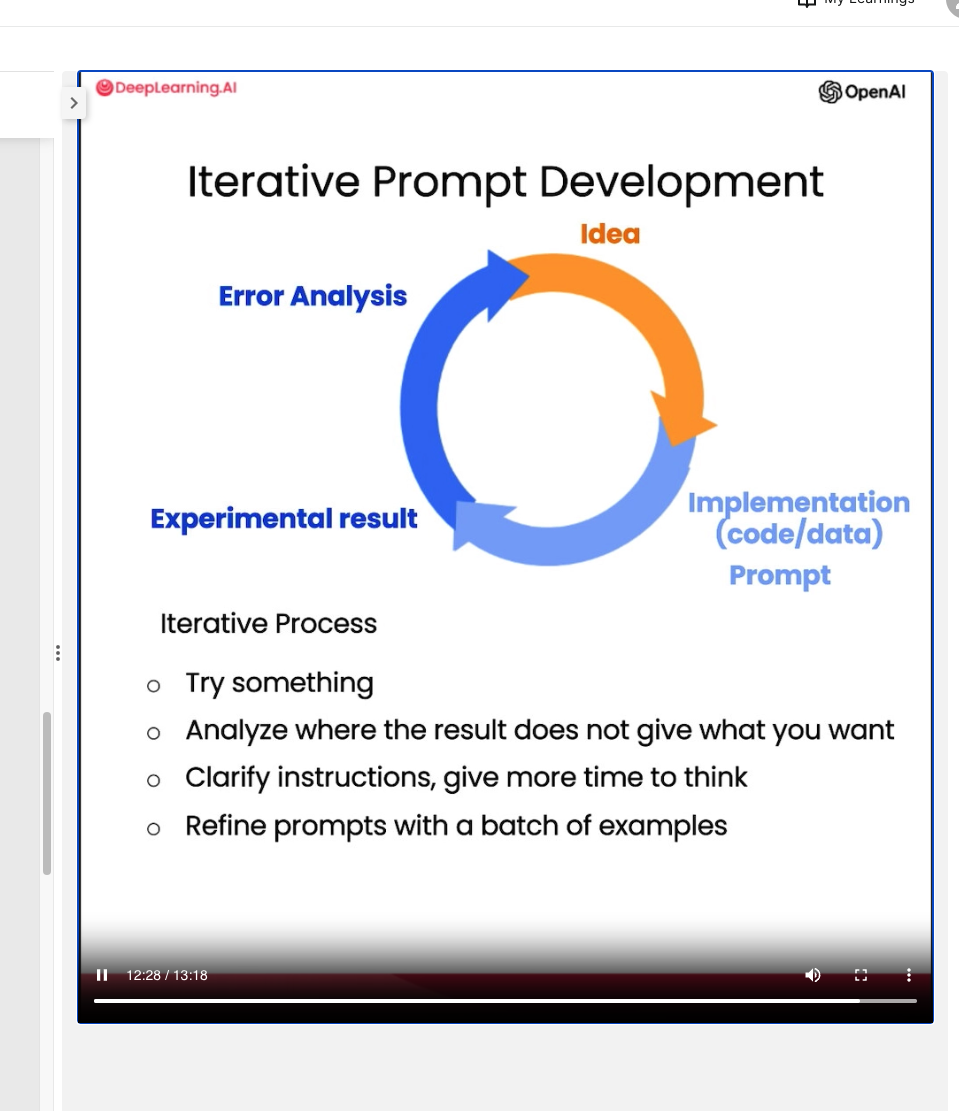 My Learnings
DeepLearning.AI
OpenAI
Iterative Prompt Development
Idea
Error Analysis
Experimental result
Implementation
(code/data)
Prompt
Iterative Process
Try something
Analyze where the result does not give what you want
Clarify instructions, give more time to think
Refine prompts with a batch of examples
12:28 / 13:18